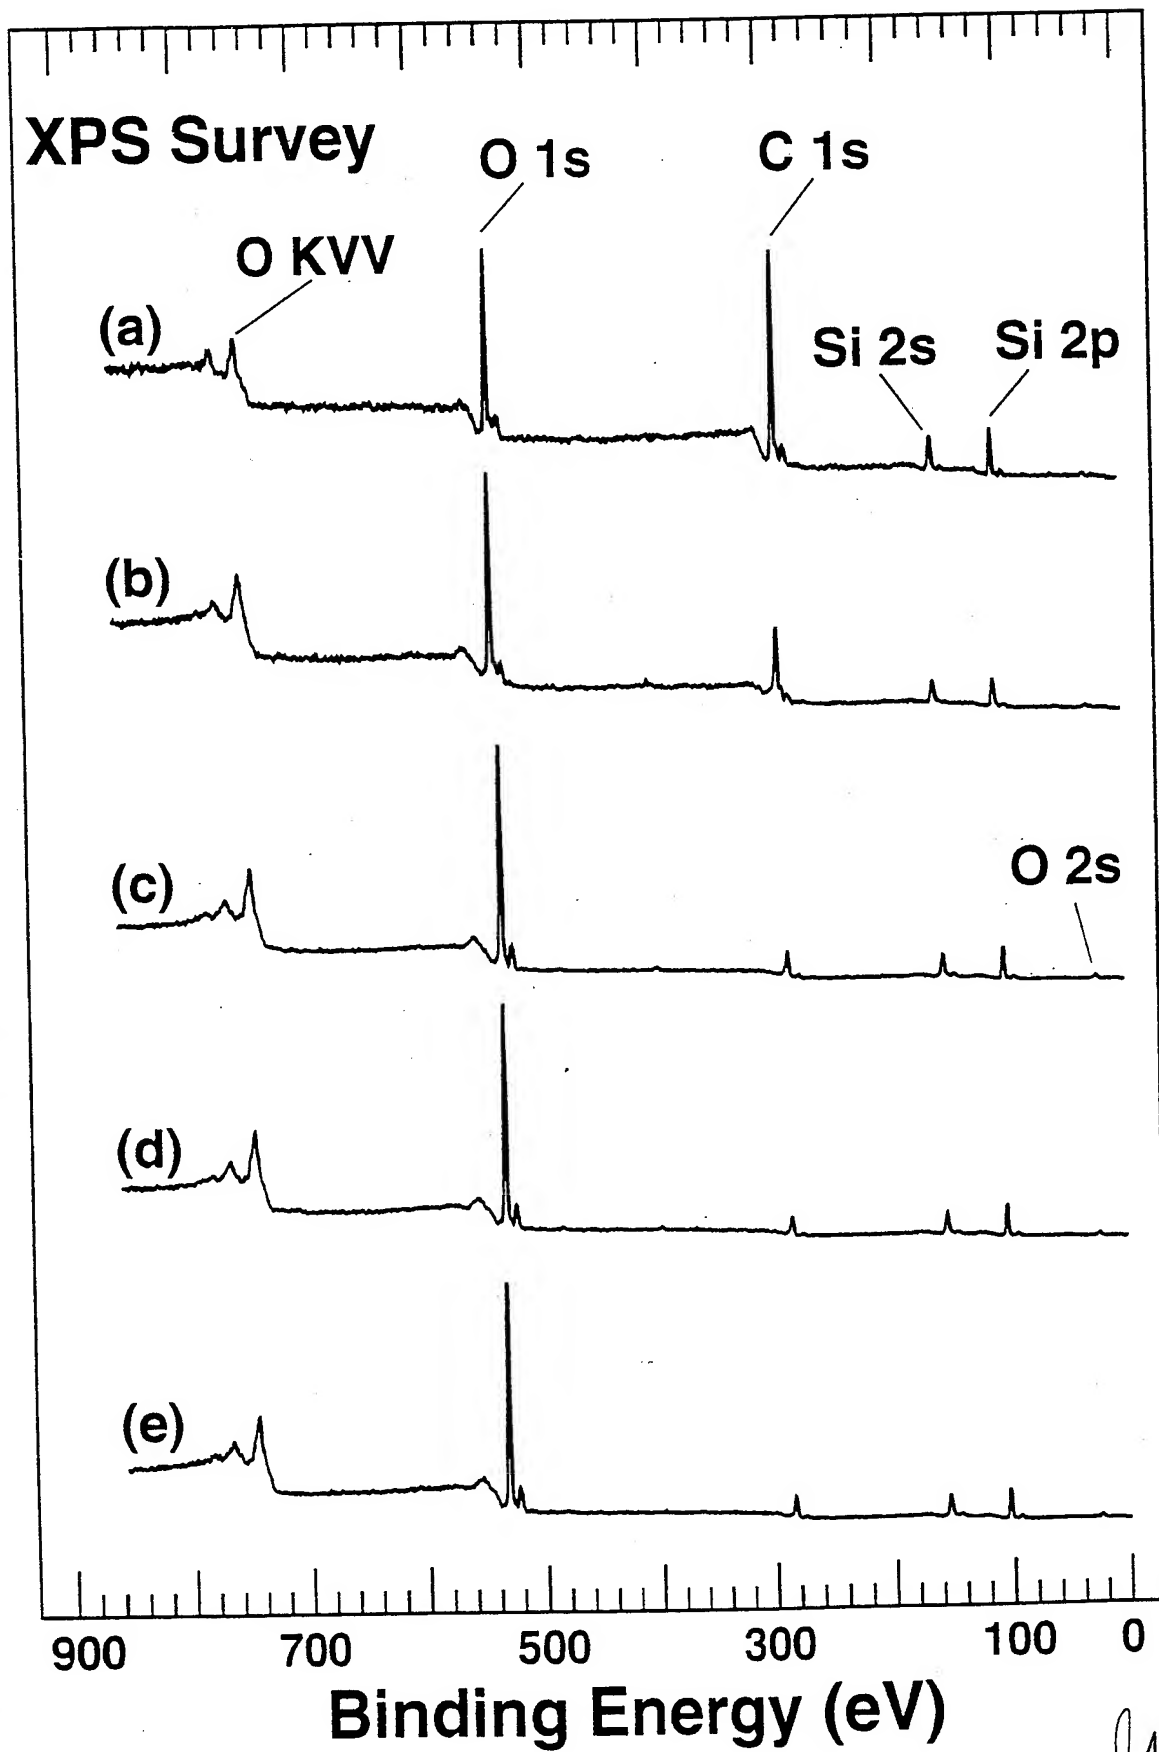 XPS Survey
O 1s
C 1s
O KVV
(a)
Si 2s
Si 2p
(b)
(c)
O 2s
(d)
(e)
900 700 500 300 100 0
Binding Energy (eV)